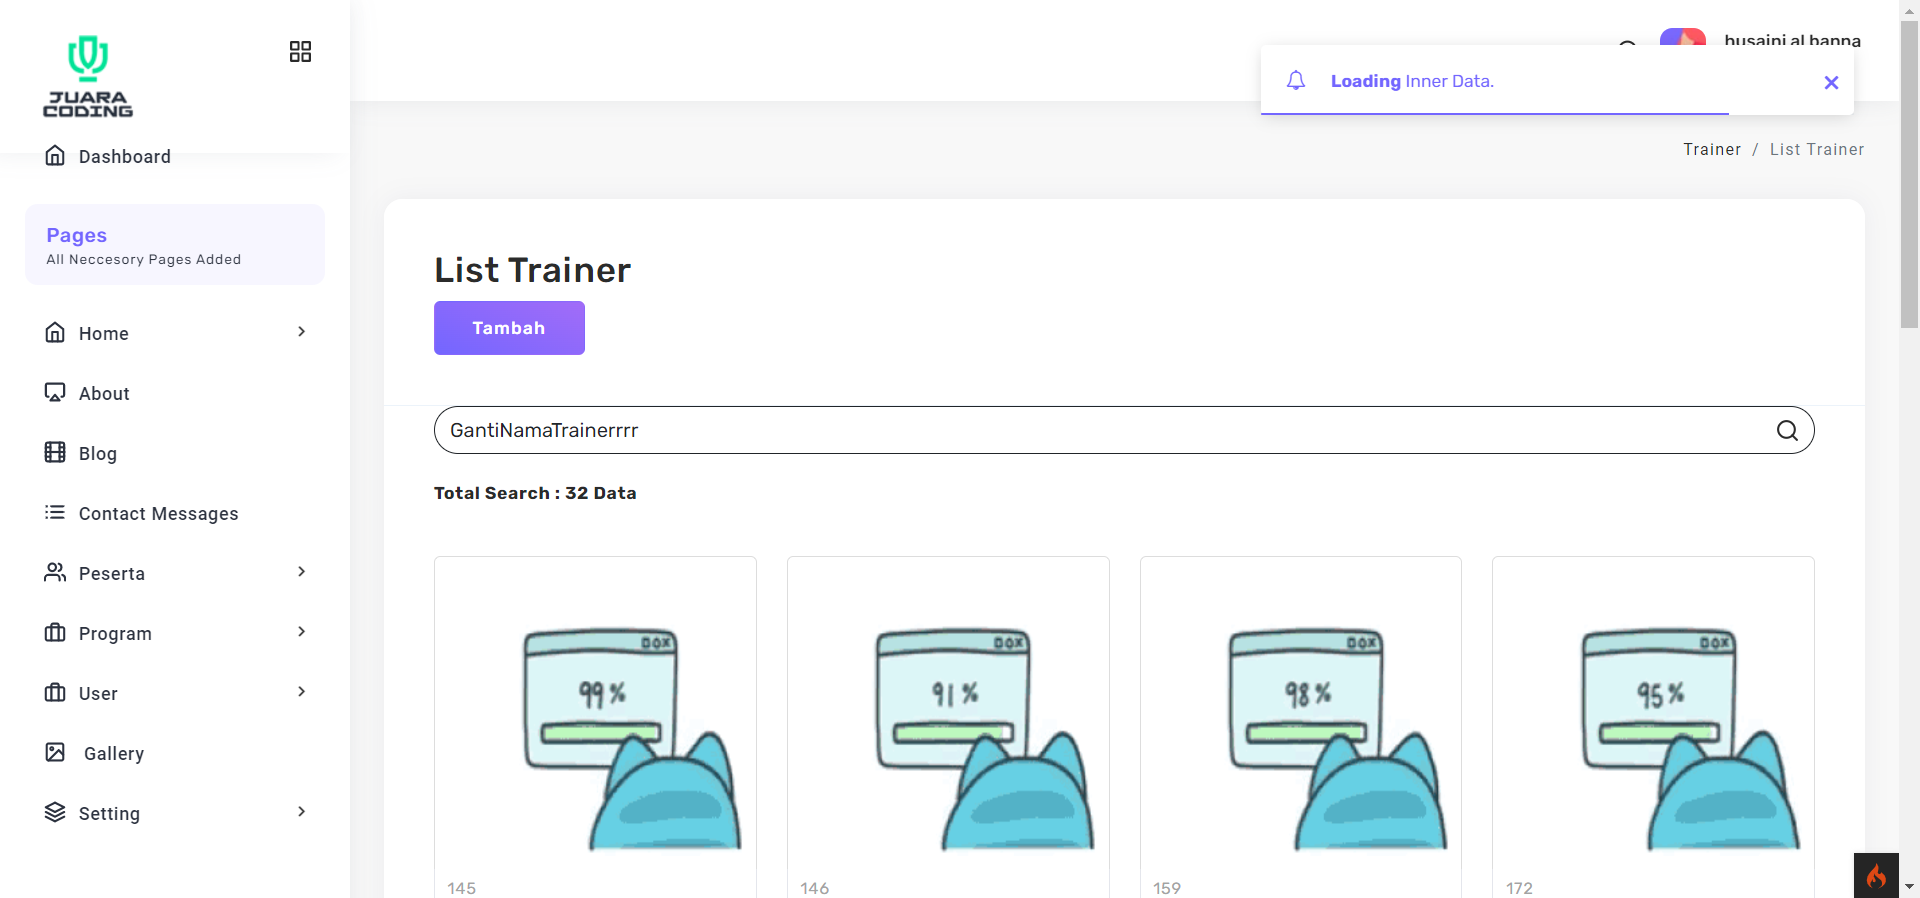 JUARA
CODING
husaini al banna
Loading Inner Data.
Dashboard
Trainer / List Trainer
Pages
All Neccesory Pages Added
List Trainer
Tambah
Home
About
GantiNamaTrainerrrr
Blog
Total Search : 32 Data
Contact Messages
Peserta
Program
User
Gallery
Setting
99%
91%
98%
95%
145
146
159
172